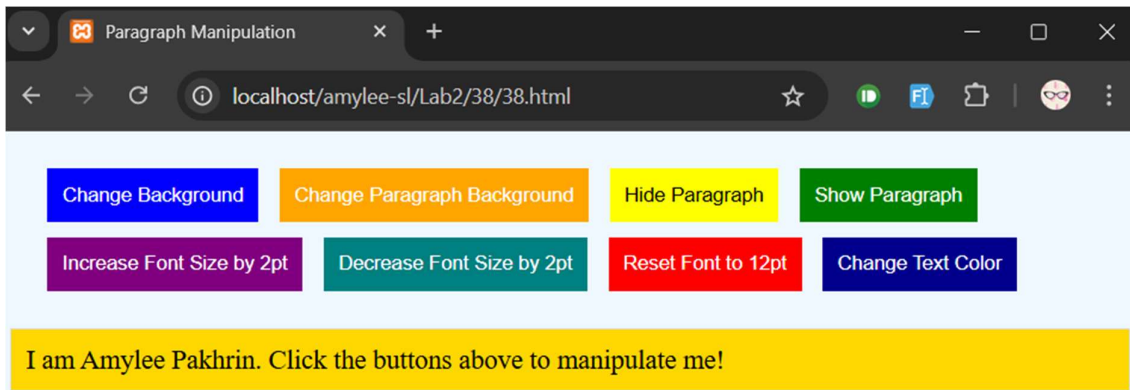 Paragraph Manipulation
localhost/amylee-sl/Lab2/38/38.html
Change Background Change Paragraph Background Hide Paragraph Show Paragraph
Increase Font Size by 2pt Decrease Font Size by 2pt Reset Font to 12pt Change Text Color
I am Amylee Pakhrin. Click the buttons above to manipulate me!